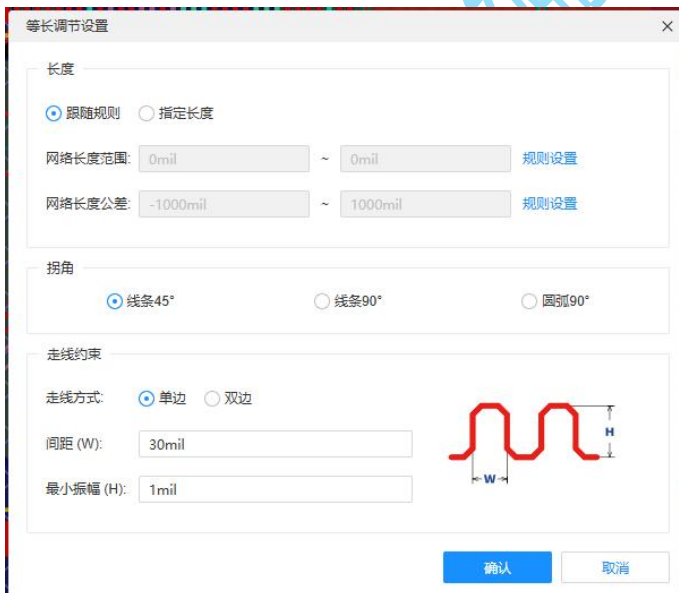 等长调节设置
长度
跟随规则 指定长度
网络长度范围: 0mil ~ 0mil 规则设置
网络长度公差: -1000mil ~ 1000mil 规则设置
拐角
线条45° 线条90° 圆弧90°
走线约束
走线方式: 单边 双边
间距 (W): 30mil
最小振幅 (H): 1mil
H
W
确认 取消